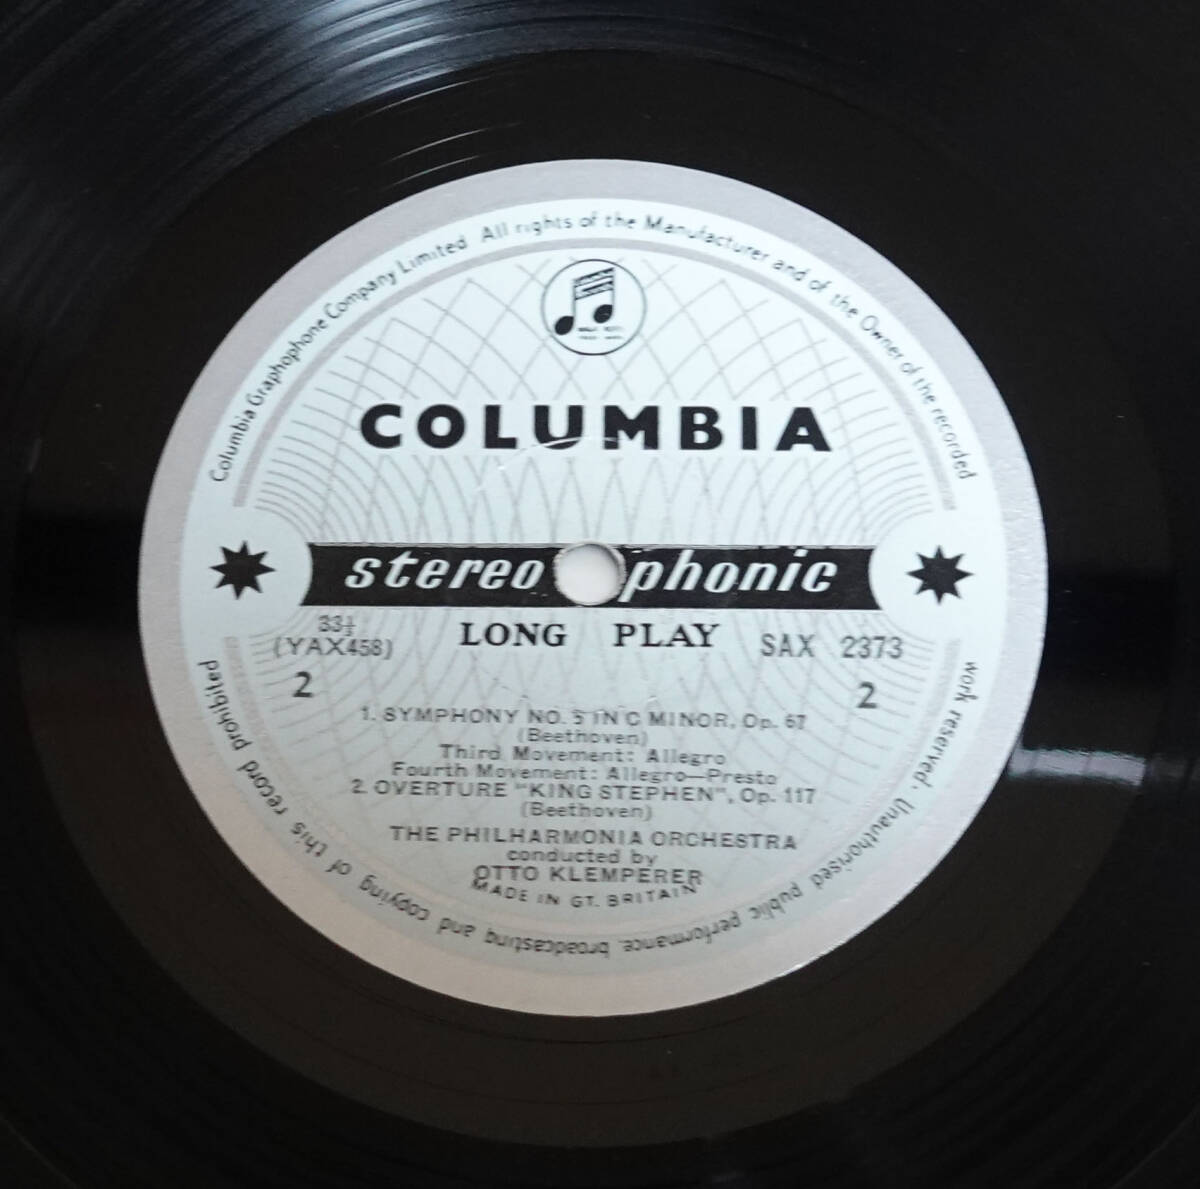 Columbia Graphophone Company Limited All rights of the Manufacturer and of the Owner of the recorded
work reserved. Unauthorised public performance, broadcasting and copying of this record prohibited
COLUMBIA
stereophonic
33⅓
(YAX458)
LONG PLAY
SAX 2373
2
2
1. SYMPHONY NO. 5 IN C MINOR, Op. 67
(Beethoven)
Third Movement: Allegro
Fourth Movement: Allegro—Presto
2. OVERTURE "KING STEPHEN", Op. 117
(Beethoven)
THE PHILHARMONIA ORCHESTRA
conducted by
OTTO KLEMPERER
MADE IN GT. BRITAIN